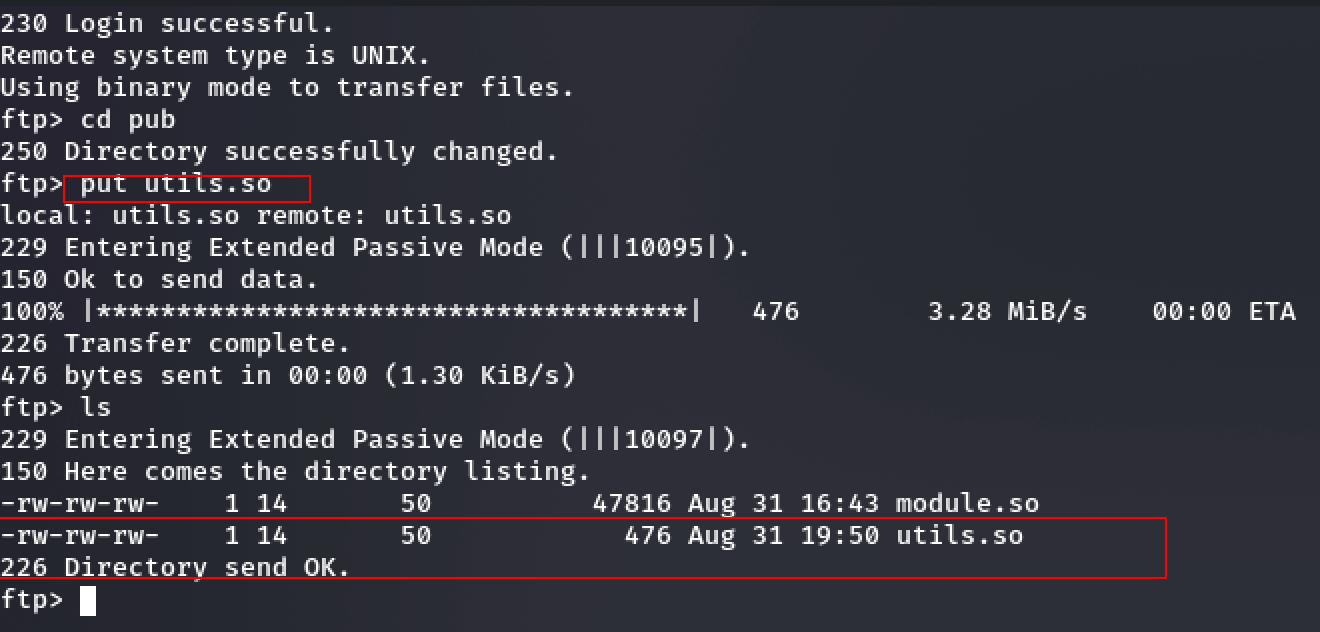 230 Login successful.
Remote system type is UNIX.
Using binary mode to transfer files.
ftp> cd pub
250 Directory successfully changed.
ftp> put utils.so
local: utils.so remote: utils.so
229 Entering Extended Passive Mode (|||10095|).
150 Ok to send data.
100% |*************************************|   476        3.28 MiB/s    00:00 ETA
226 Transfer complete.
476 bytes sent in 00:00 (1.30 KiB/s)
ftp> ls
229 Entering Extended Passive Mode (|||10097|).
150 Here comes the directory listing.
-rw-rw-rw-    1 14       50          47816 Aug 31 16:43 module.so
-rw-rw-rw-    1 14       50            476 Aug 31 19:50 utils.so
226 Directory send OK.
ftp>